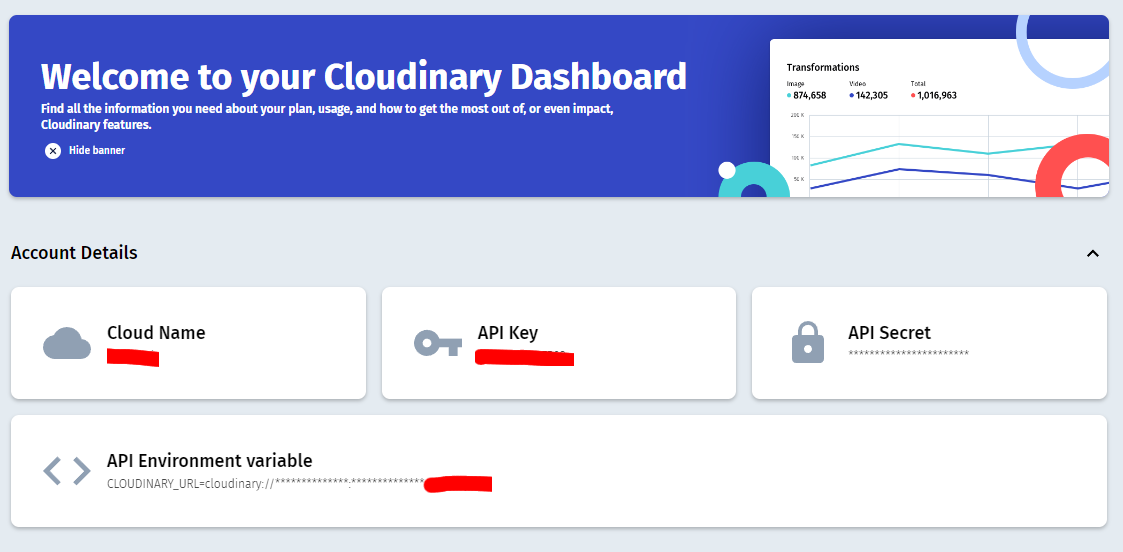 Welcome to your Cloudinary Dashboard
Find all the information you need about your plan, usage, and how to get the most out of, or even impact,
Cloudinary features.
Hide banner
Transformations
Image Video Total
874,658 142,305 1,016,963
200 K
150 K
100 K
50 K
Account Details
Cloud Name
API Key
API Secret
************************
API Environment variable
CLOUDINARY_URL=cloudinary://***************:***************